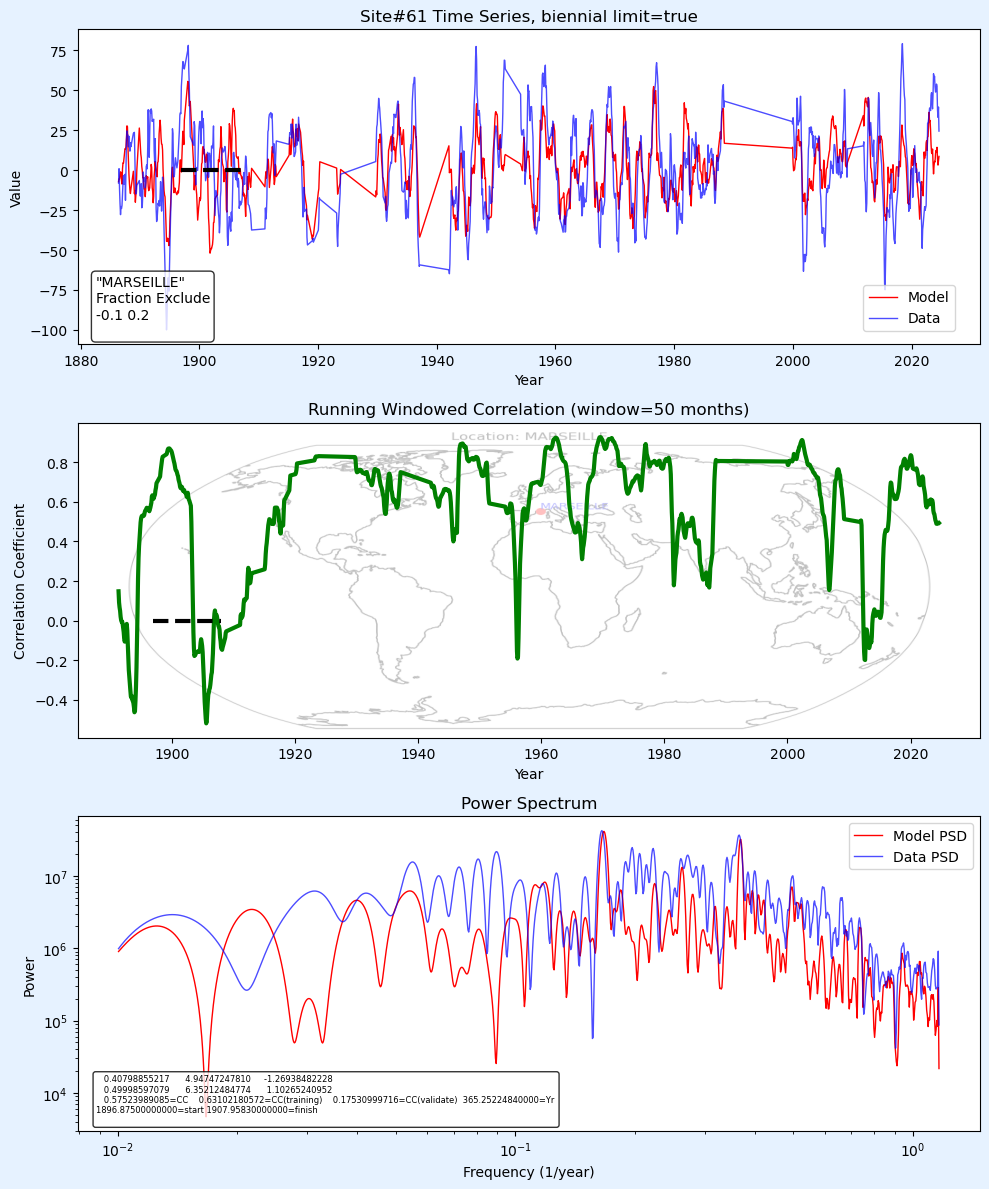 Site#61 Time Series, biennial limit=true
Value
75
50
25
0
−25
−50
−75
−100
"MARSEILLE"
Fraction Exclude
-0.1 0.2
Model
Data
1880
1900
1920
1940
1960
1980
2000
2020
Year
Running Windowed Correlation (window=50 months)
Location: MARSEILLE
MARSEILLE
Correlation Coefficient
0.8
0.6
0.4
0.2
0.0
−0.2
−0.4
1900
1920
1940
1960
1980
2000
2020
Year
Power Spectrum
Model PSD
Data PSD
Power
10^7
10^6
10^5
10^4
0.40798855217 4.94747247810 -1.26938482228
0.49998597079 6.35212484774 1.10265240952
0.57523989085=CC 0.63102180572=CC(training) 0.17530999716=CC(validate) 365.25224840000=Yr
1896.87500000000=start 1907.95830000000=finish
10^−2
10^−1
10^0
Frequency (1/year)